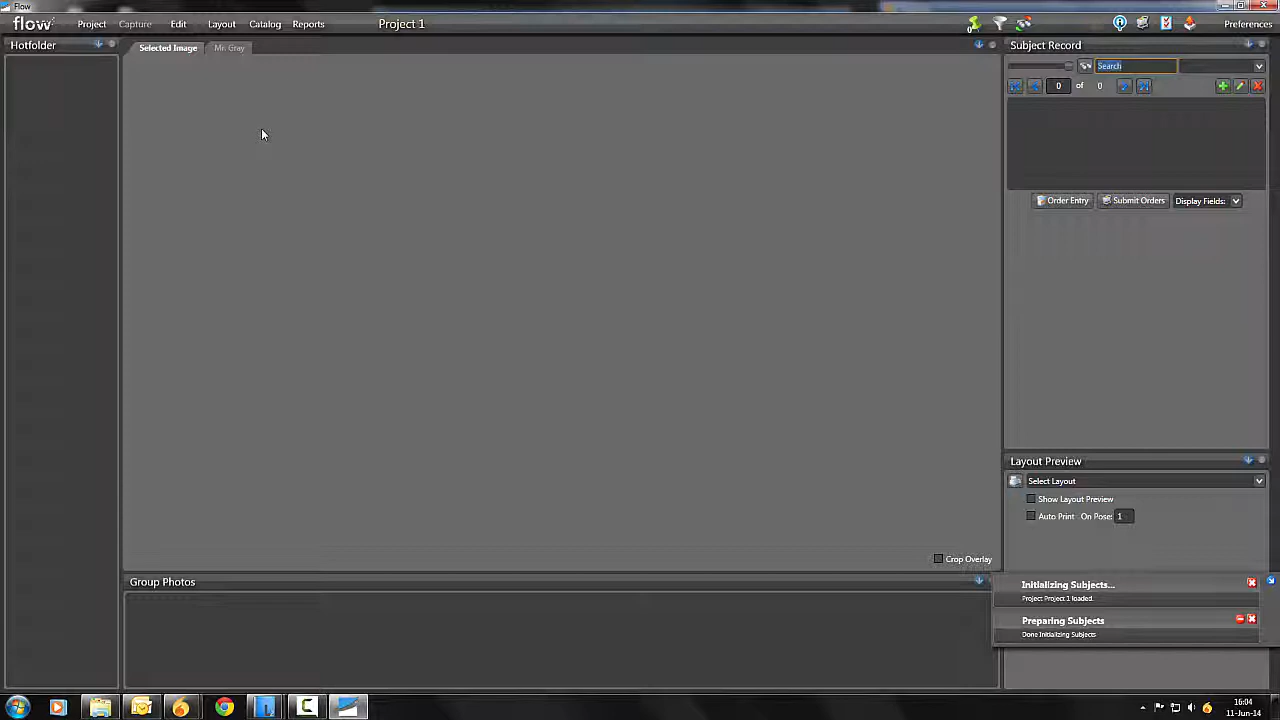 Flow
flow Project Capture Edit Layout Catalog Reports Project 1 0 Preferences
Hotfolder
Selected Image Mr. Gray
Subject Record
Search
0 of 0
Order Entry Submit Orders Display Fields:
Layout Preview
Select Layout
Show Layout Preview
Auto Print On Pose: 1
Crop Overlay
Group Photos
Initializing Subjects...
Project Project 1 loaded.
Preparing Subjects
Done Initializing Subjects
16:04
11-Jun-14